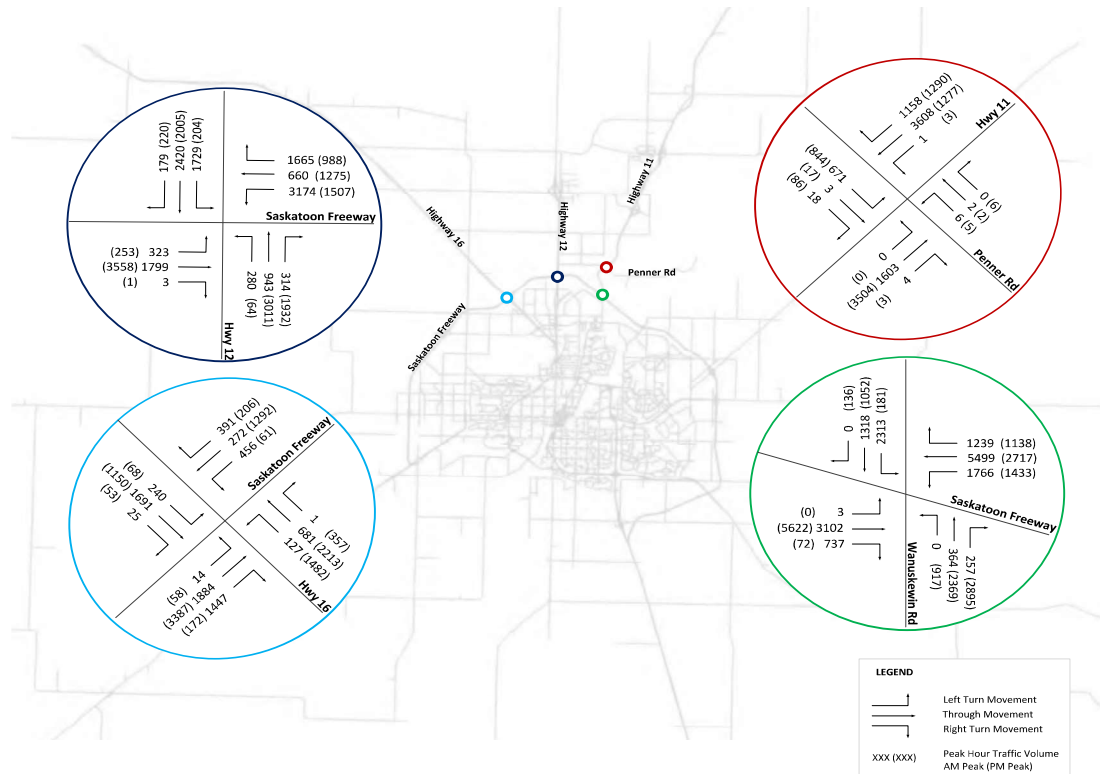 179 (220)
2420 (2005)
1729 (204)
1665 (988)
660 (1275)
3174 (1507)
Saskatoon Freeway
(253) 323
(3558) 1799
(1) 3
280 (64)
943 (3011)
314 (1932)
Hwy 12
Highway 16
Highway 12
Highway 11
Penner Rd
Saskatoon Freeway
1158 (1290)
3608 (1277)
1 (3)
Hwy 11
(844) 671
(17) 3
(86) 18
0 (6)
2 (2)
6 (5)
Penner Rd
(0) 0
(3504) 1603
(3) 4
391 (206)
272 (1292)
456 (61)
Saskatoon Freeway
(68) 240
(1150) 1691
(53) 25
1 (357)
681 (2213)
127 (1482)
Hwy 16
(58) 14
(3387) 1884
(172) 1447
0 (136)
1318 (1052)
2313 (181)
1239 (1138)
5499 (2717)
1766 (1433)
Saskatoon Freeway
(0) 3
(5622) 3102
(72) 737
0 (917)
364 (2369)
257 (2895)
Wanuskewin Rd
LEGEND
Left Turn Movement
Through Movement
Right Turn Movement
XXX (XXX) Peak Hour Traffic Volume
AM Peak (PM Peak)